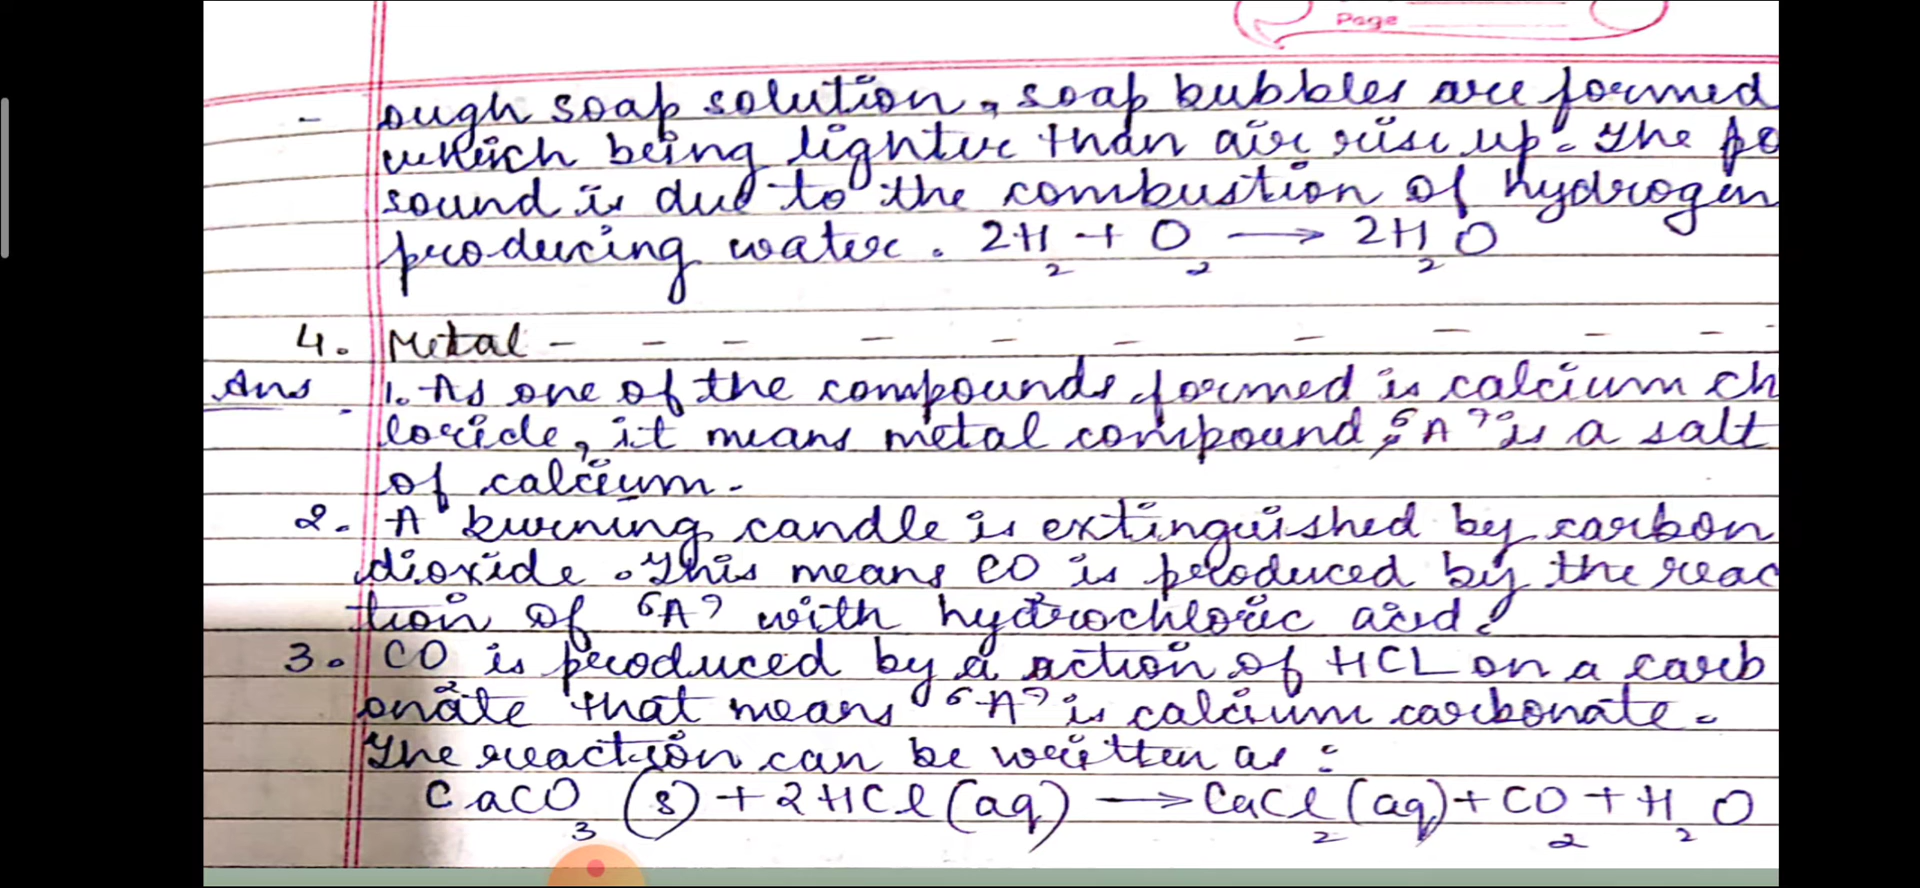 Page
- ough soap solution, soap bubbles are formed
which being lighter than air rise up. The po
sound is due to the combustion of hydrogen
producing water. 2H₂ + O₂ → 2H₂O
4. Metal - - - - - - - - - -
Ans. 1. As one of the compounds formed is calcium ch
loride, it means metal compound, 'A' is a salt
of calcium.
2. A burning candle is extinguished by carbon
dioxide. This means CO₂ is produced by the reac
tion of 'A' with hydrochloric acid.
3. CO₂ is produced by a action of HCL on a carb
onate that means 'A' is calcium carbonate.
The reaction can be written as:
CaCO₃ (s) + 2HCl (aq) → CaCl₂ (aq) + CO₂ + H₂O